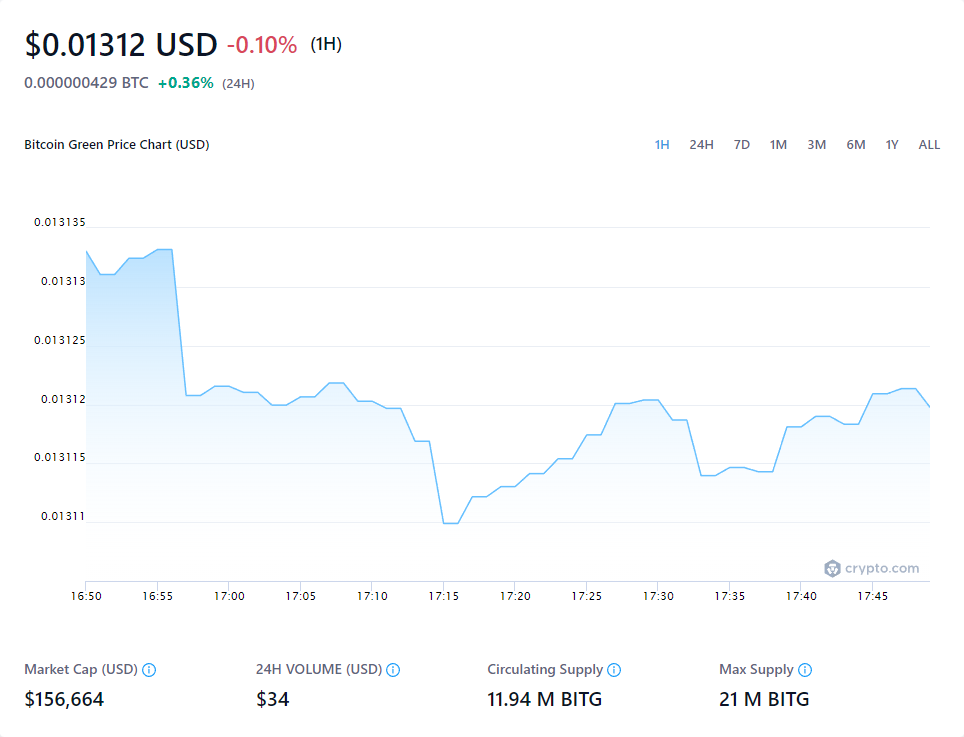 $0.01312 USD -0.10% (1H)
0.000000429 BTC +0.36% (24H)
Bitcoin Green Price Chart (USD) 1H 24H 7D 1M 3M 6M 1Y ALL
0.013135
0.01313
0.013125
0.01312
0.013115
0.01311
crypto.com
16:50 16:55 17:00 17:05 17:10 17:15 17:20 17:25 17:30 17:35 17:40 17:45
Market Cap (USD) 24H VOLUME (USD) Circulating Supply Max Supply
$156,664 $34 11.94 M BITG 21 M BITG